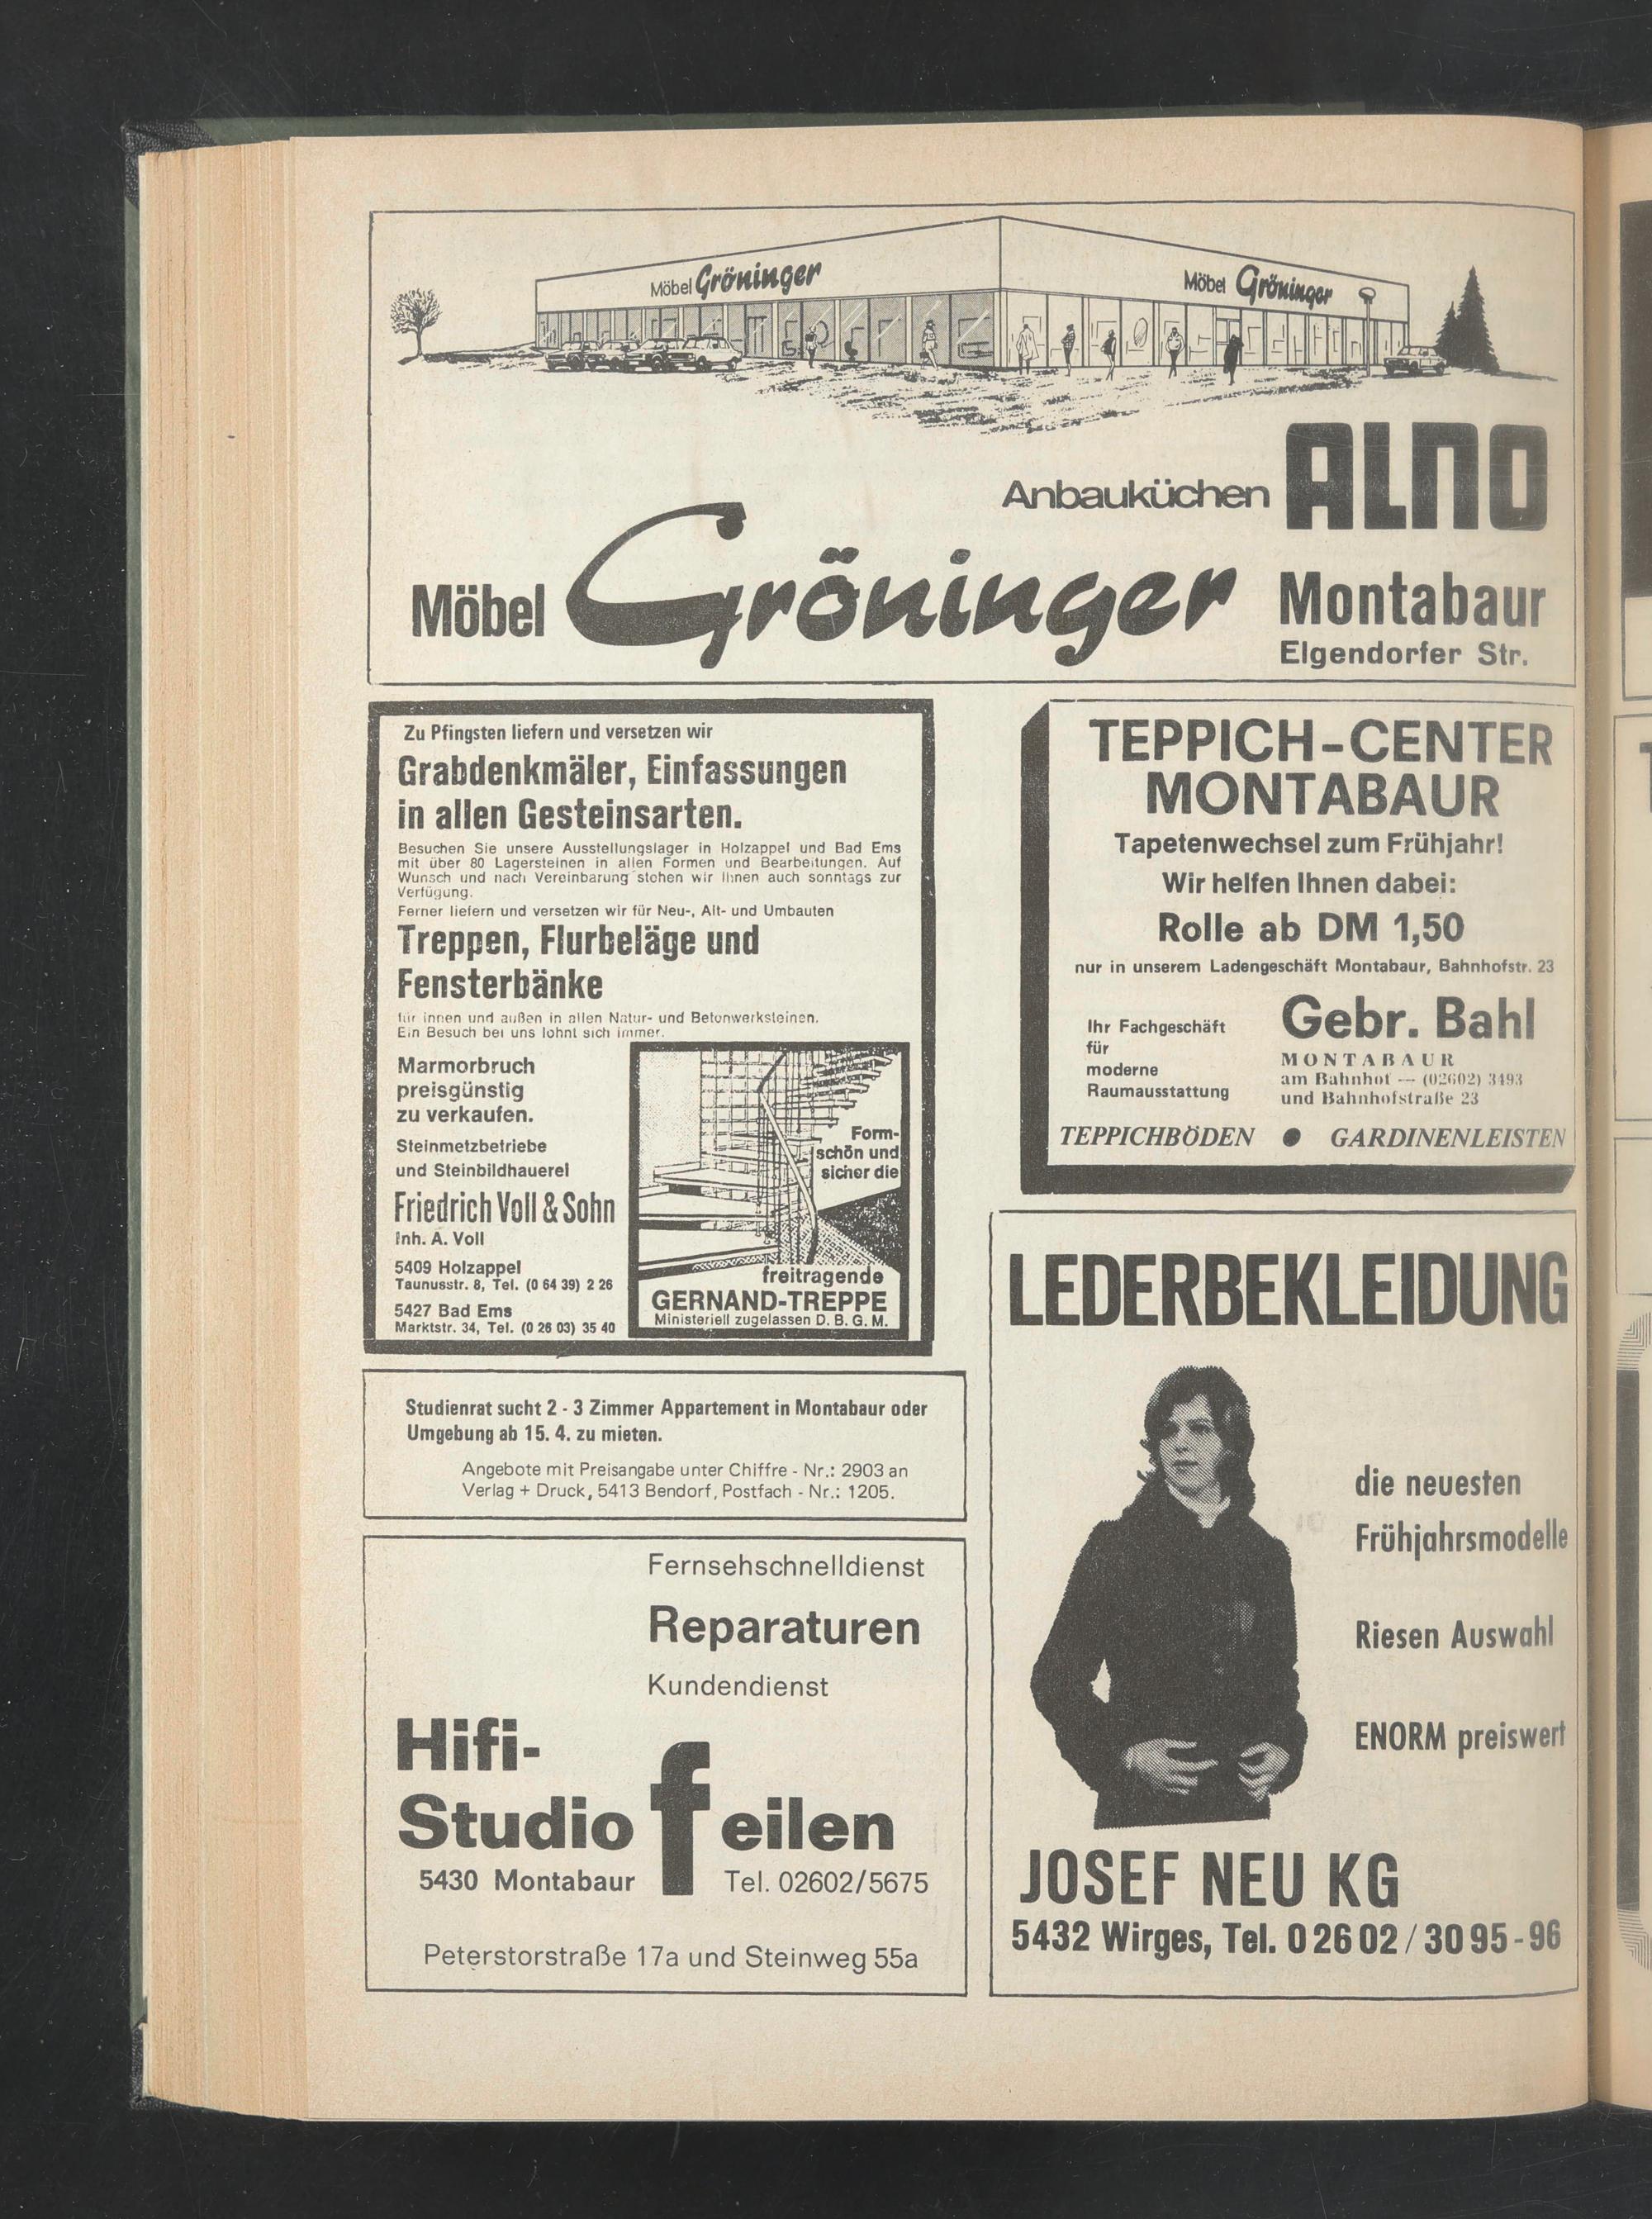 Möbel Gröninger
Möbel Gröninger
Anbauküchen ALNO
Möbel Gröninger Montabaur
Elgendorfer Str.
Zu Pfingsten liefern und versetzen wir
Grabdenkmäler, Einfassungen
in allen Gesteinsarten.
Besuchen Sie unsere Ausstellungslager in Holzappel und Bad Ems
mit über 80 Lagersteinen in allen Formen und Bearbeitungen. Auf
Wunsch und nach Vereinbarung stehen wir Ihnen auch sonntags zur
Verfügung.
Ferner liefern und versetzen wir für Neu-, Alt- und Umbauten
Treppen, Flurbeläge und
Fensterbänke
für innen und außen in allen Natur- und Betonwerksteinen.
Ein Besuch bei uns lohnt sich immer.
Marmorbruch
preisgünstig
zu verkaufen.
Steinmetzbetriebe
und Steinbildhauerei
Friedrich Voll & Sohn
Inh. A. Voll
5409 Holzappel
Taunusstr. 8, Tel. (0 64 39) 2 26
5427 Bad Ems
Marktstr. 34, Tel. (0 26 03) 35 40
Form-
schön und
sicher die
freitragende
GERNAND-TREPPE
Ministeriell zugelassen D. B. G. M.
TEPPICH-CENTER
MONTABAUR
Tapetenwechsel zum Frühjahr!
Wir helfen Ihnen dabei:
Rolle ab DM 1,50
nur in unserem Ladengeschäft Montabaur, Bahnhofstr. 23
Ihr Fachgeschäft
für
moderne
Raumausstattung
Gebr. Bahl
MONTABAUR
am Bahnhof — (02602) 3493
und Bahnhofstraße 23
TEPPICHBÖDEN ● GARDINENLEISTEN
Studienrat sucht 2 - 3 Zimmer Appartement in Montabaur oder
Umgebung ab 15. 4. zu mieten.
Angebote mit Preisangabe unter Chiffre - Nr.: 2903 an
Verlag + Druck, 5413 Bendorf, Postfach - Nr.: 1205.
Fernsehschnelldienst
Reparaturen
Kundendienst
Hifi-
Studio feilen
5430 Montabaur Tel. 02602/5675
Peterstorstraße 17a und Steinweg 55a
LEDERBEKLEIDUNG
die neuesten
Frühjahrsmodelle
Riesen Auswahl
ENORM preiswert
JOSEF NEU KG
5432 Wirges, Tel. 0 26 02 / 30 95 - 96